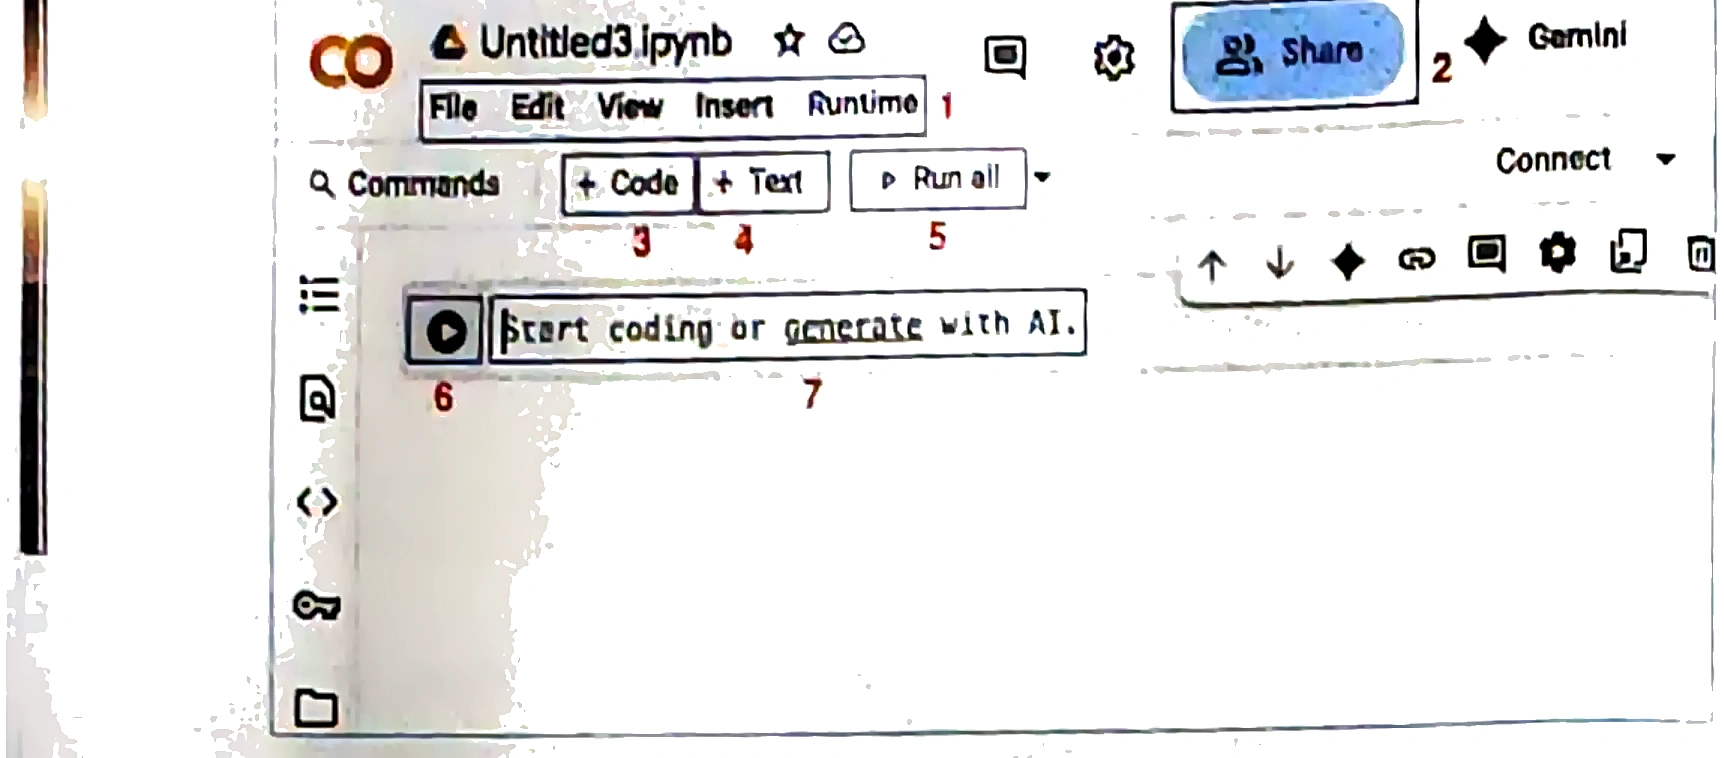 CO Untitled3.ipynb
Share 2 Gemini
File Edit View Insert Runtime 1
Commands + Code + Text Run all
Connect
3 4 5
Start coding or generate with AI.
6 7